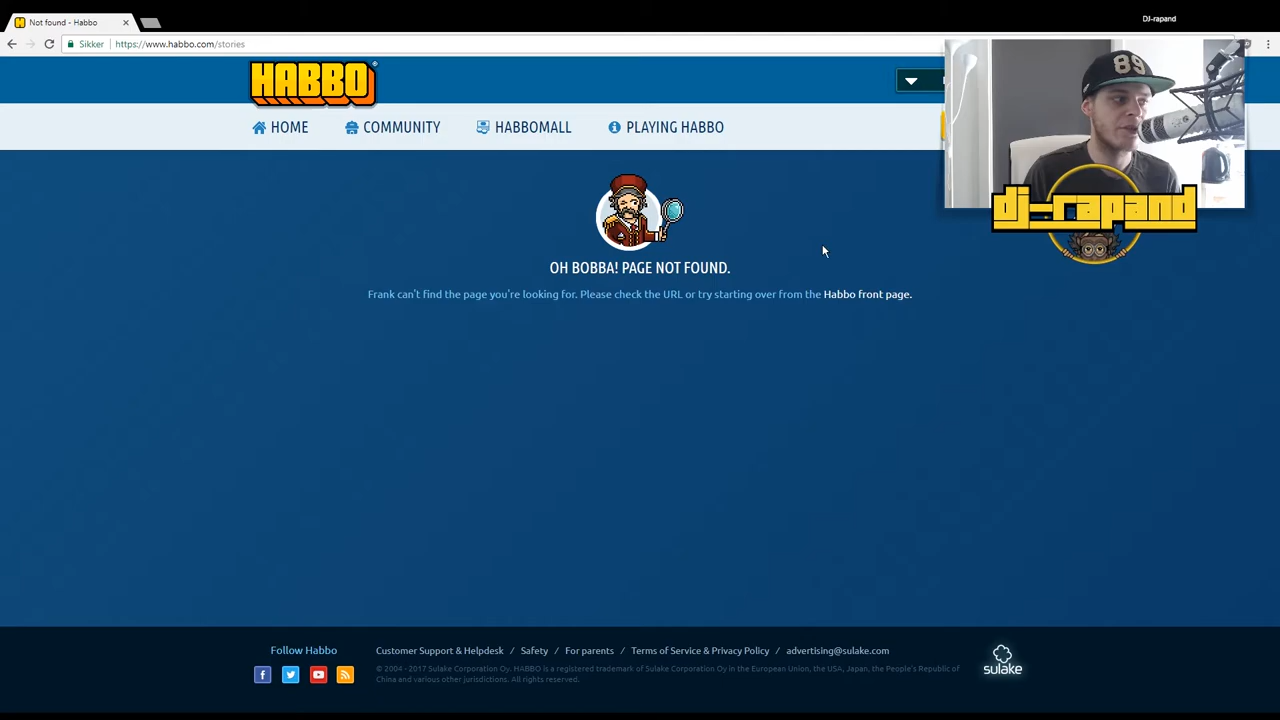 DJ-rapand
Not found - Habbo
Sikker https://www.habbo.com/stories
HABBO
HOME COMMUNITY HABBOMALL PLAYING HABBO
89
dj-rapand
OH BOBBA! PAGE NOT FOUND.
Frank can't find the page you're looking for. Please check the URL or try starting over from the Habbo front page.
Follow Habbo
Customer Support & Helpdesk / Safety / For parents / Terms of Service & Privacy Policy / advertising@sulake.com
© 2004 - 2017 Sulake Corporation Oy. HABBO is a registered trademark of Sulake Corporation Oy in the European Union, the USA, Japan, the People's Republic of
China and various other jurisdictions. All rights reserved.
sulake